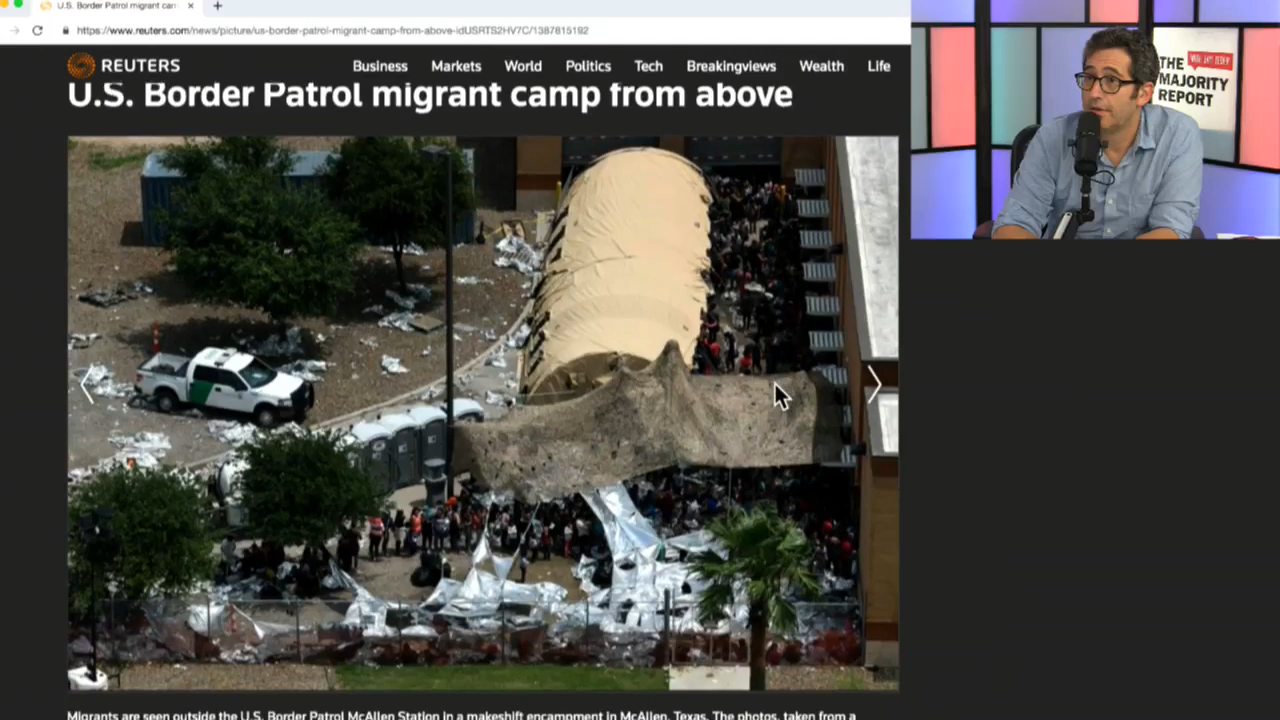 U.S. Border Patrol migrant cam
https://www.reuters.com/news/picture/us-border-patrol-migrant-camp-from-above-idUSRTS2HV7C/1387815192
REUTERS Business Markets World Politics Tech Breakingviews Wealth Life
U.S. Border Patrol migrant camp from above
THE
MAJORITY
REPORT
Migrants are seen outside the U.S. Border Patrol McAllen Station in a makeshift encampment in McAllen, Texas. The photos, taken from a